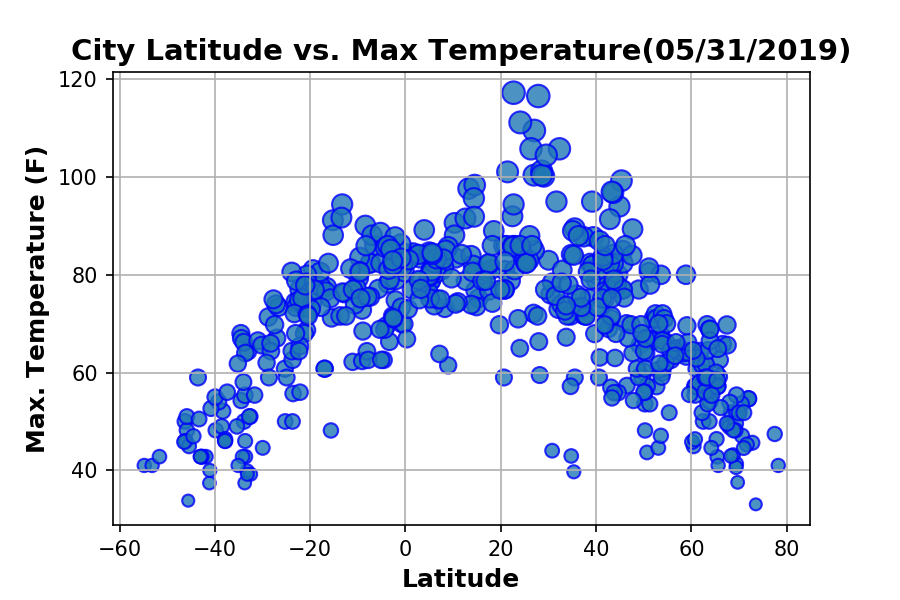 City Latitude vs. Max Temperature(05/31/2019)
Max. Temperature (F)
120
100
80
60
40
−60 −40 −20 0 20 40 60 80
Latitude